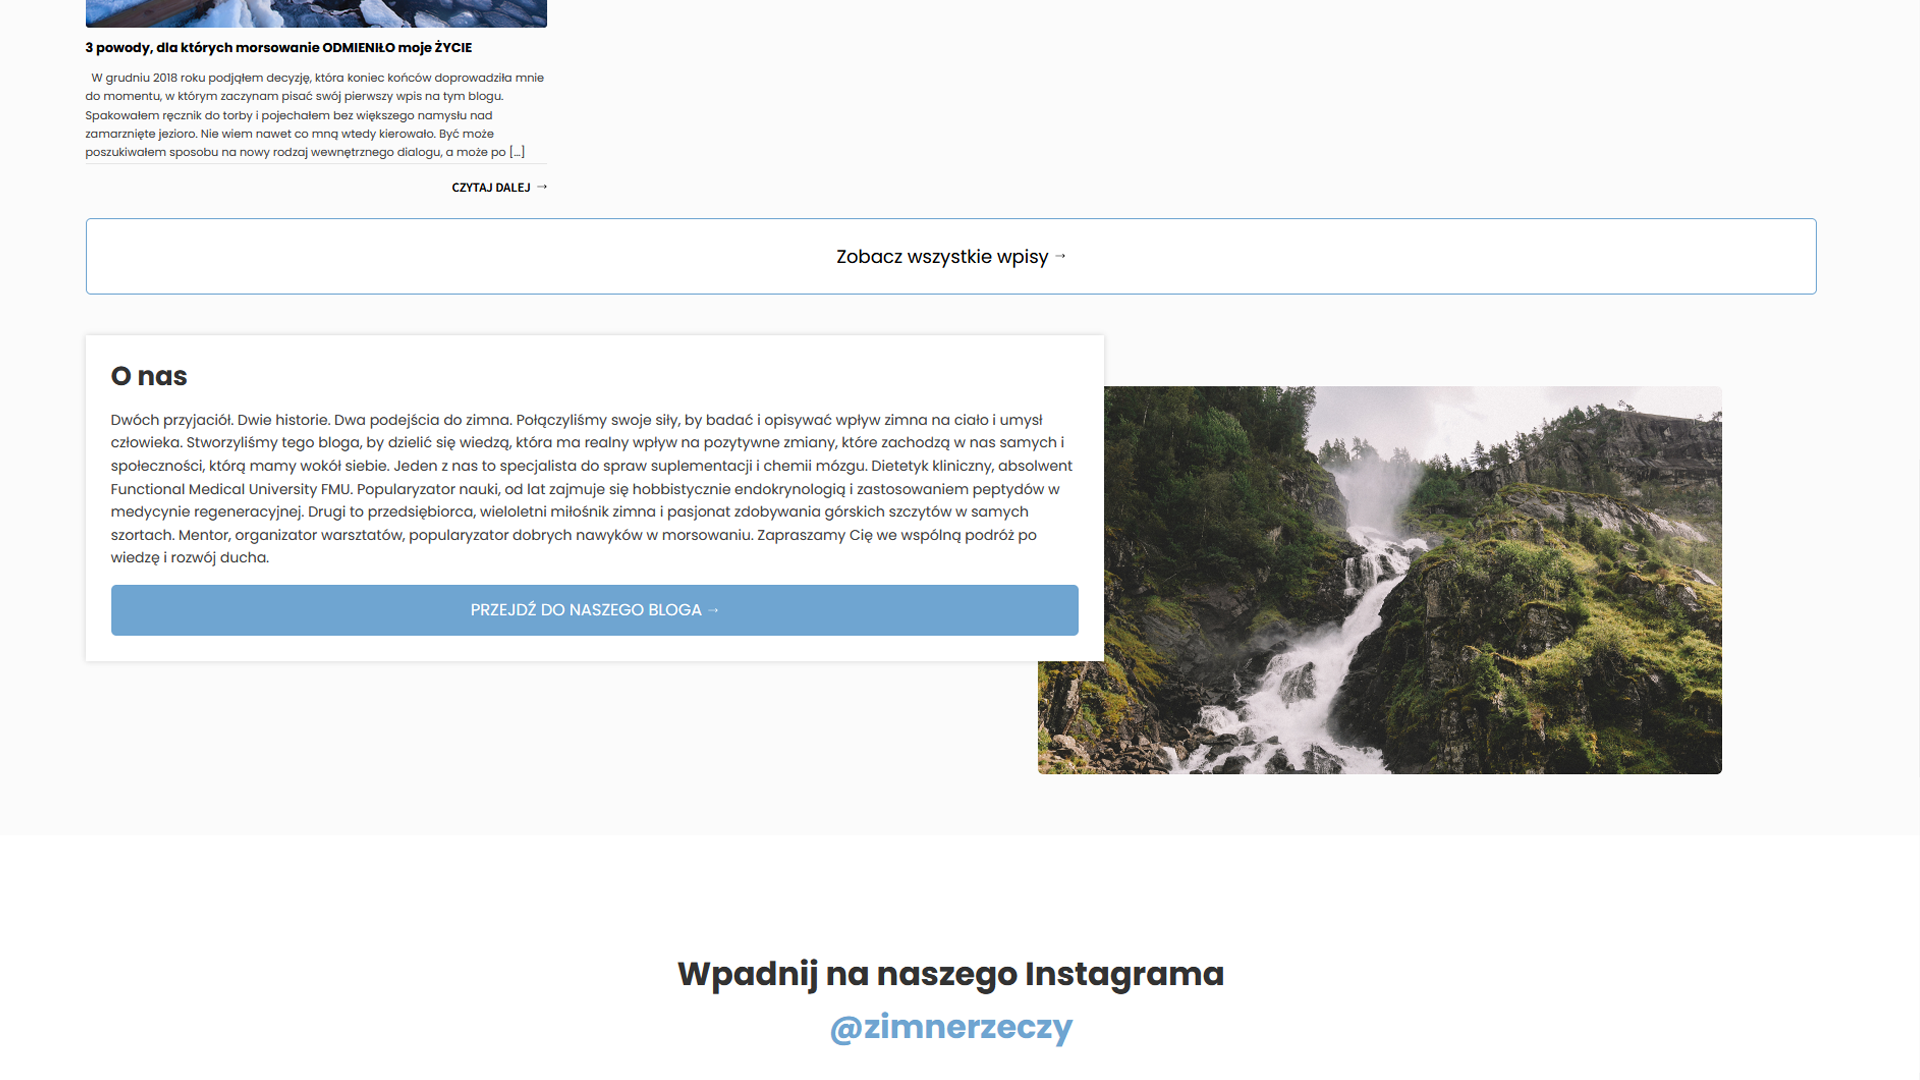 3 powody, dla których morsowanie ODMIENIŁO moje ŻYCIE
W grudniu 2018 roku podjąłem decyzję, która koniec końców doprowadziła mnie
do momentu, w którym zaczynam pisać swój pierwszy wpis na tym blogu.
Spakowałem ręcznik do torby i pojechałem bez większego namysłu nad
zamarznięte jezioro. Nie wiem nawet co mną wtedy kierowało. Być może
poszukiwałem sposobu na nowy rodzaj wewnętrznego dialogu, a może po [...]
CZYTAJ DALEJ →
Zobacz wszystkie wpisy →
O nas
Dwóch przyjaciół. Dwie historie. Dwa podejścia do zimna. Połączyliśmy swoje siły, by badać i opisywać wpływ zimna na ciało i umysł
człowieka. Stworzyliśmy tego bloga, by dzielić się wiedzą, która ma realny wpływ na pozytywne zmiany, które zachodzą w nas samych i
społeczności, którą mamy wokół siebie. Jeden z nas to specjalista do spraw suplementacji i chemii mózgu. Dietetyk kliniczny, absolwent
Functional Medical University FMU. Popularyzator nauki, od lat zajmuje się hobbistycznie endokrynologią i zastosowaniem peptydów w
medycynie regeneracyjnej. Drugi to przedsiębiorca, wieloletni miłośnik zimna i pasjonat zdobywania górskich szczytów w samych
szortach. Mentor, organizator warsztatów, popularyzator dobrych nawyków w morsowaniu. Zapraszamy Cię we wspólną podróż po
wiedzę i rozwój ducha.
PRZEJDŹ DO NASZEGO BLOGA →
Wpadnij na naszego Instagrama
@zimnerzeczy